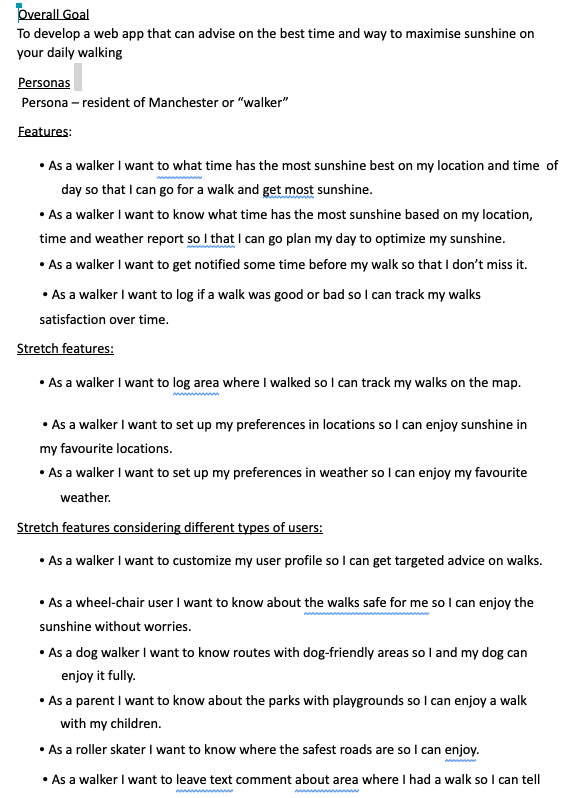 Overall Goal
To develop a web app that can advise on the best time and way to maximise sunshine on
your daily walking
Personas
Persona – resident of Manchester or “walker”
Features:
• As a walker I want to what time has the most sunshine best on my location and time of
day so that I can go for a walk and get most sunshine.
• As a walker I want to know what time has the most sunshine based on my location,
time and weather report so I that I can go plan my day to optimize my sunshine.
• As a walker I want to get notified some time before my walk so that I don’t miss it.
• As a walker I want to log if a walk was good or bad so I can track my walks
satisfaction over time.
Stretch features:
• As a walker I want to log area where I walked so I can track my walks on the map.
• As a walker I want to set up my preferences in locations so I can enjoy sunshine in
my favourite locations.
• As a walker I want to set up my preferences in weather so I can enjoy my favourite
weather.
Stretch features considering different types of users:
• As a walker I want to customize my user profile so I can get targeted advice on walks.
• As a wheel-chair user I want to know about the walks safe for me so I can enjoy the
sunshine without worries.
• As a dog walker I want to know routes with dog-friendly areas so I and my dog can
enjoy it fully.
• As a parent I want to know about the parks with playgrounds so I can enjoy a walk
with my children.
• As a roller skater I want to know where the safest roads are so I can enjoy.
• As a walker I want to leave text comment about area where I had a walk so I can tell